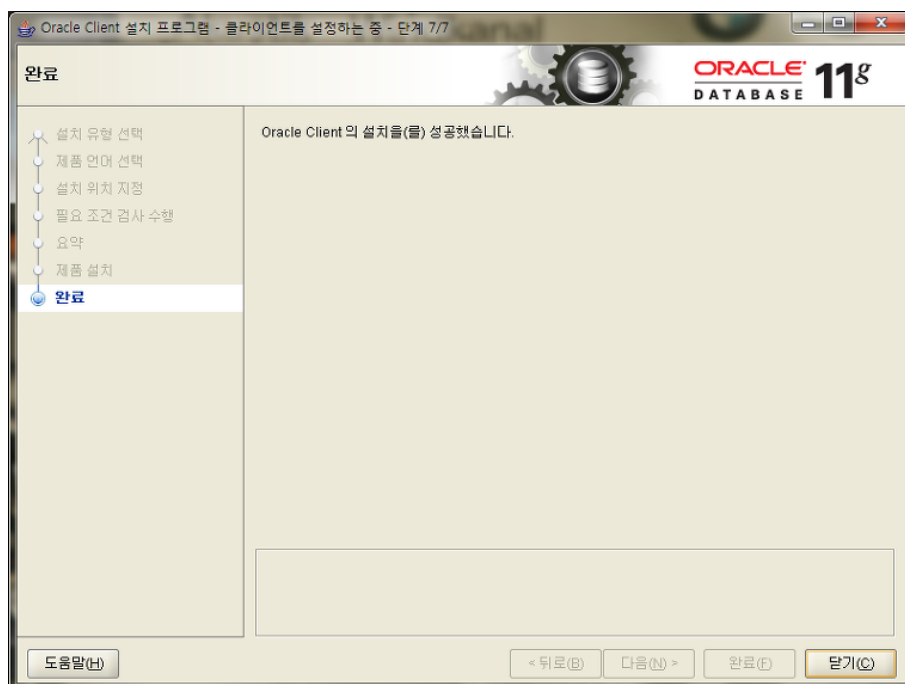 Oracle Client 설치 프로그램 - 클라이언트를 설정하는 중 - 단계 7/7
완료
ORACLE
DATABASE
11g
설치 유형 선택
제품 언어 선택
설치 위치 지정
필요 조건 검사 수행
요약
제품 설치
완료
Oracle Client 의 설치을(를) 성공했습니다.
도움말(H)
< 뒤로(B)
다음(N) >
완료(F)
닫기(C)